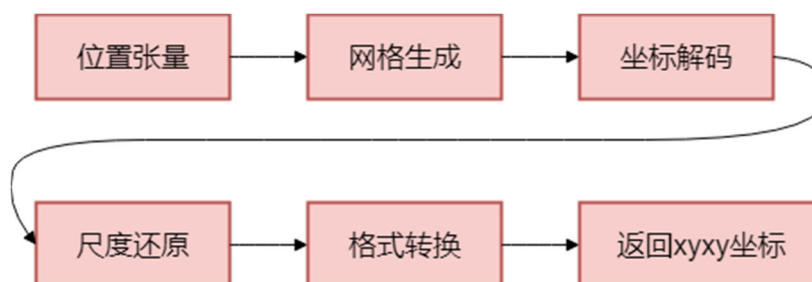 位置张量
网格生成
坐标解码
尺度还原
格式转换
返回xyxy坐标